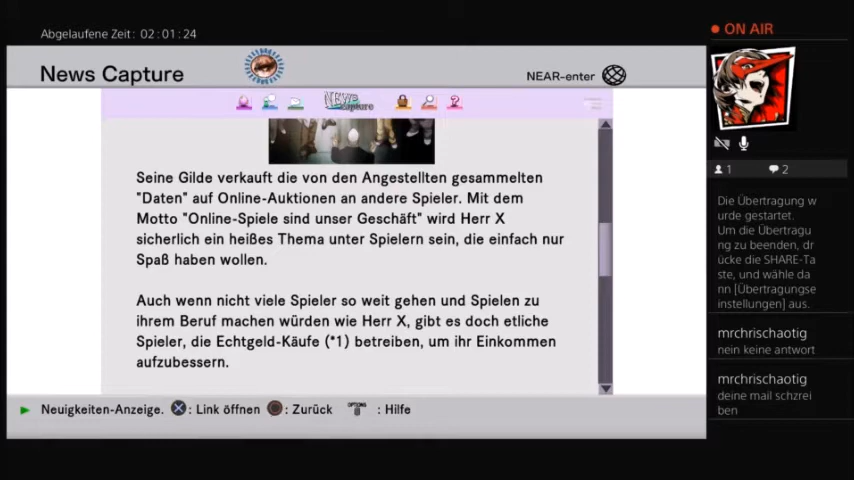 Abgelaufene Zeit: 02:01:24
ON AIR
News Capture
NEAR-enter
NEWS capture
Seine Gilde verkauft die von den Angestellten gesammelten
"Daten" auf Online-Auktionen an andere Spieler. Mit dem
Motto "Online-Spiele sind unser Geschäft" wird Herr X
sicherlich ein heißes Thema unter Spielern sein, die einfach nur
Spaß haben wollen.
Auch wenn nicht viele Spieler so weit gehen und Spielen zu
ihrem Beruf machen würden wie Herr X, gibt es doch etliche
Spieler, die Echtgeld-Käufe (*1) betreiben, um ihr Einkommen
aufzubessern.
Neuigkeiten-Anzeige. : Link öffnen : Zurück OPTIONS : Hilfe
1 2
Die Übertragung w
urde gestartet.
Um die Übertragu
ng zu beenden, dr
ücke die SHARE-Ta
ste, und wähle da
nn [Übertragungse
instellungen] aus.
mrchrischaotig
nein keine antwort
mrchrischaotig
deine mail schzrei
ben